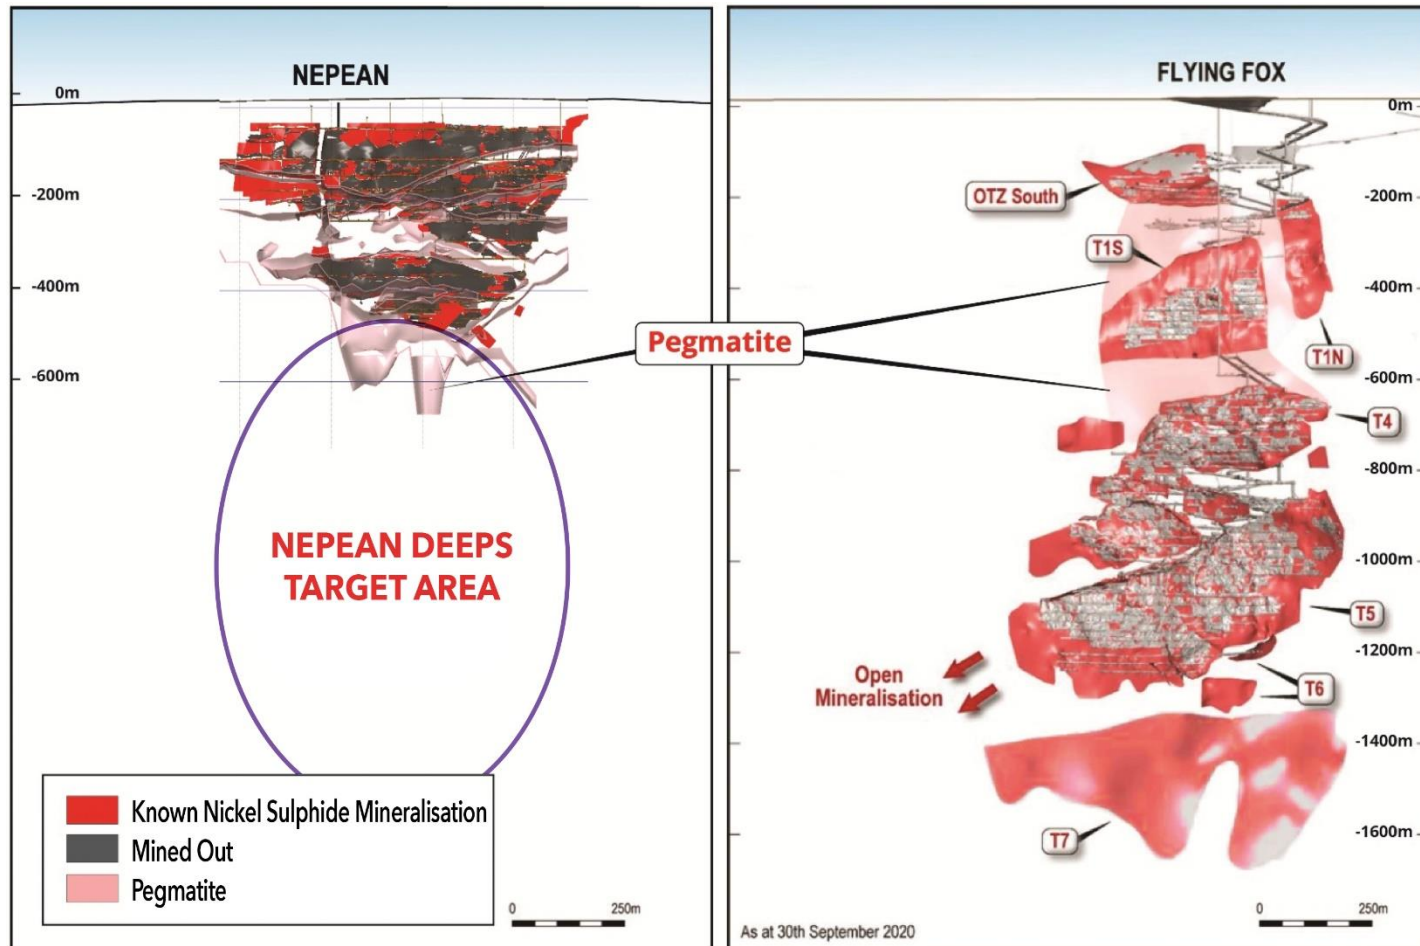 NEPEAN
0m
-200m
-400m
-600m
NEPEAN DEEPS
TARGET AREA
Known Nickel Sulphide Mineralisation
Mined Out
Pegmatite
0 250m
Pegmatite
FLYING FOX
0m
-200m
-400m
-600m
-800m
-1000m
-1200m
-1400m
-1600m
OTZ South
T1S
T1N
T4
T5
Open
Mineralisation
T6
T7
As at 30th September 2020
0 250m